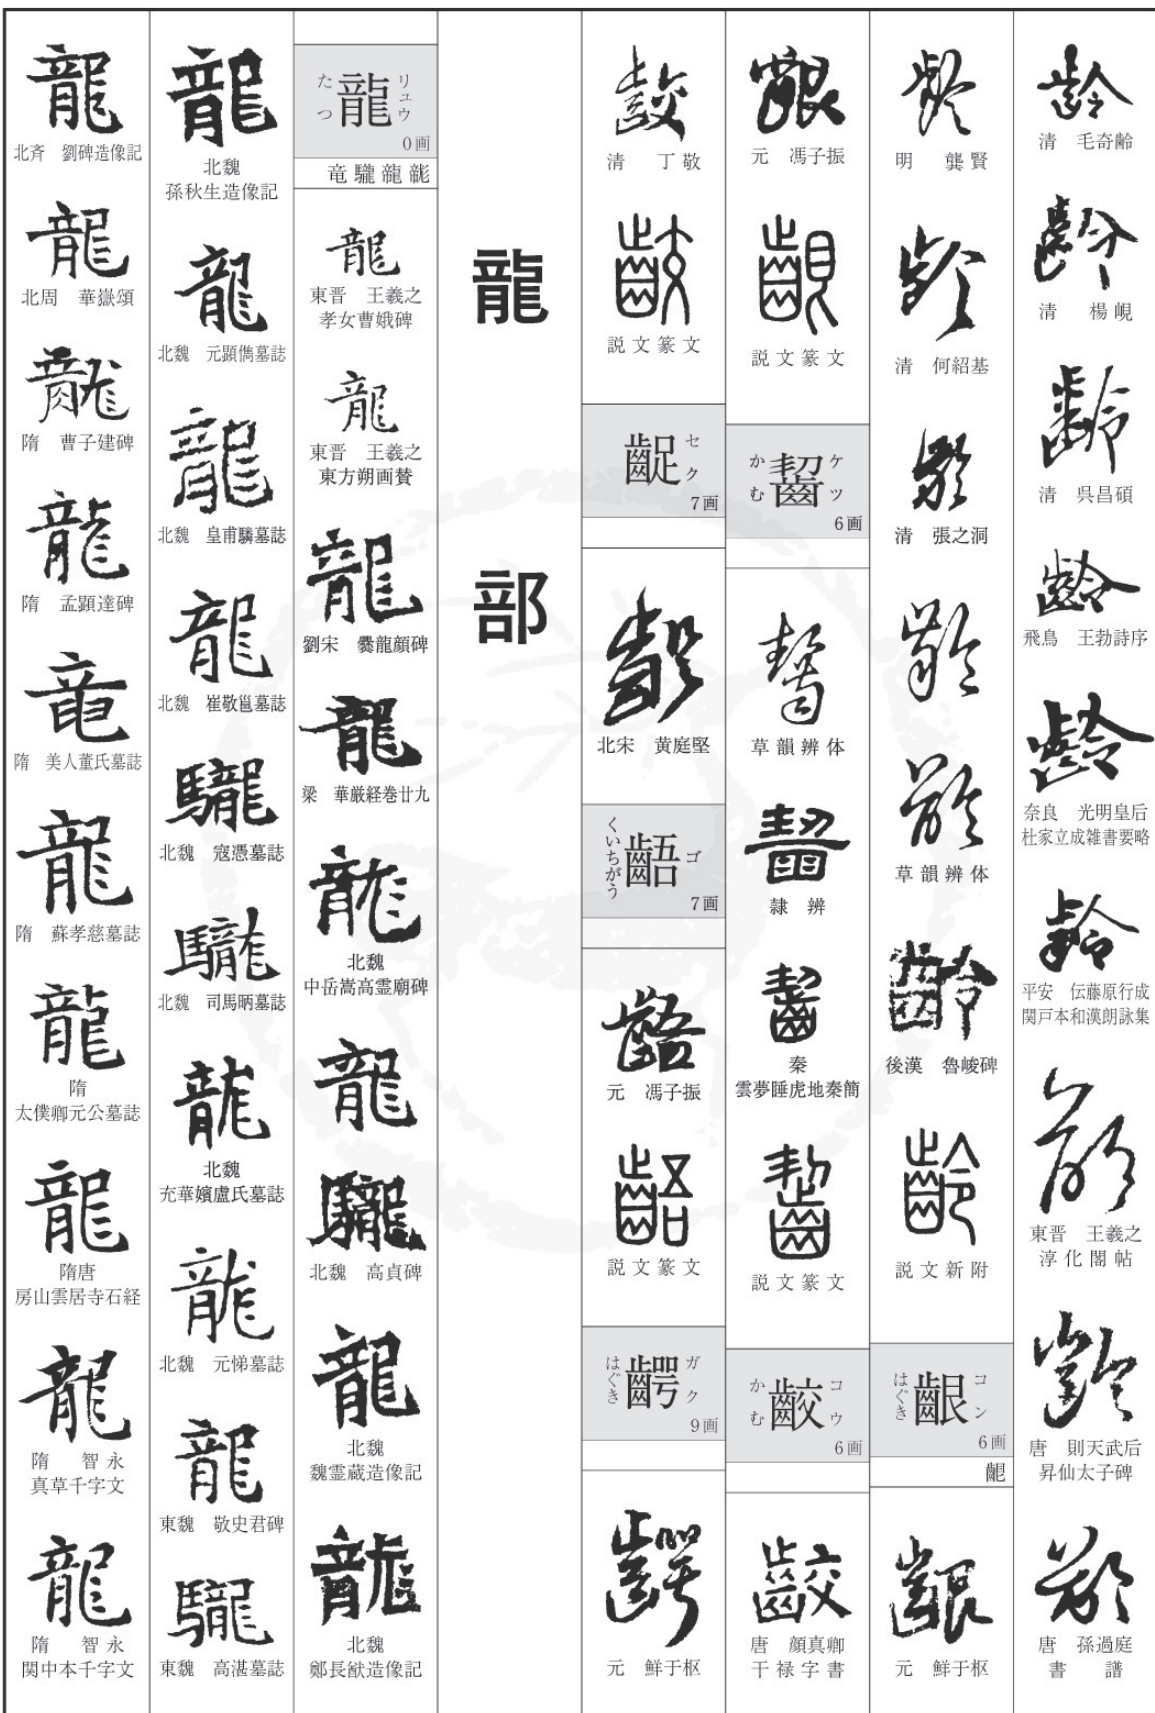 齡
清　毛奇齢
齡
清　楊峴
齡
清　呉昌碩
齡
飛鳥　王勃詩序
齡
奈良　光明皇后
杜家立成雑書要略
齡
平安　伝藤原行成
関戸本和漢朗詠集
齡
東晋　王羲之
淳化閣帖
齡
唐　則天武后
昇仙太子碑
齡
唐　孫過庭
書譜
齡
明　龔賢
齡
清　何紹基
齡
清　張之洞
齡
齡
草韻辨体
齡
後漢　魯峻碑
齡
説文新附
齦
コン
はぐき
6画
齫
齦
元　鮮于枢
齦
元　馮子振
齦
説文篆文
齧
ケツ
かむ
6画
齧
草韻辨体
齧
隷辨
齧
秦
雲夢睡虎地秦簡
齧
説文篆文
齩
コウ
かむ
6画
齩
唐　顔真卿
干禄字書
齩
清　丁敬
齩
説文篆文
齪
セク
7画
齪
北宋　黄庭堅
齬
ゴ
くいちがう
7画
齬
元　馮子振
齬
説文篆文
齶
ガク
はぐき
9画
齶
元　鮮于枢
龍
部
龍
リュウ
たつ
0画
竜驡龍龓
龍
東晋　王羲之
孝女曹娥碑
龍
東晋　王羲之
東方朔画賛
龍
劉宋　爨龍顔碑
龍
梁　華厳経巻廿九
龍
北魏
中岳嵩高霊廟碑
龍
龍
北魏　高貞碑
龍
北魏
魏霊蔵造像記
龍
北魏
鄭長猷造像記
龍
北魏
孫秋生造像記
龍
北魏　元顕儁墓誌
龍
北魏　皇甫驎墓誌
龍
北魏　崔敬邕墓誌
龍
北魏　寇憑墓誌
龍
北魏　司馬昞墓誌
龍
北魏
充華嬪盧氏墓誌
龍
北魏　元悌墓誌
龍
東魏　敬史君碑
龍
東魏　高湛墓誌
龍
北斉　劉碑造像記
龍
北周　華嶽頌
龍
隋　曹子建碑
龍
隋　孟顕達碑
竜
隋　美人董氏墓誌
龍
隋　蘇孝慈墓誌
龍
隋
太僕卿元公墓誌
龍
隋唐
房山雲居寺石経
龍
隋　智永
真草千字文
龍
隋　智永
関中本千字文